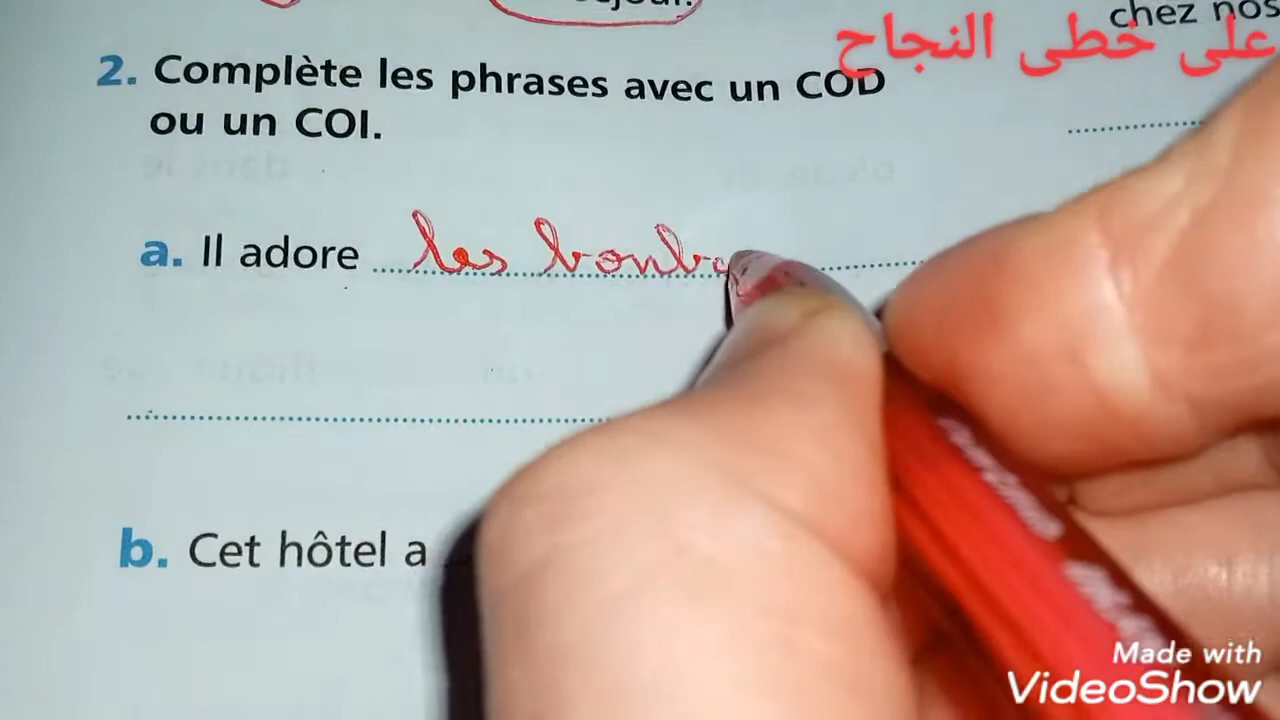 chez nos
على خطى النجاح
2. Complète les phrases avec un COD
ou un COI.
a. Il adore les bonb
b. Cet hôtel a
Made with
VideoShow